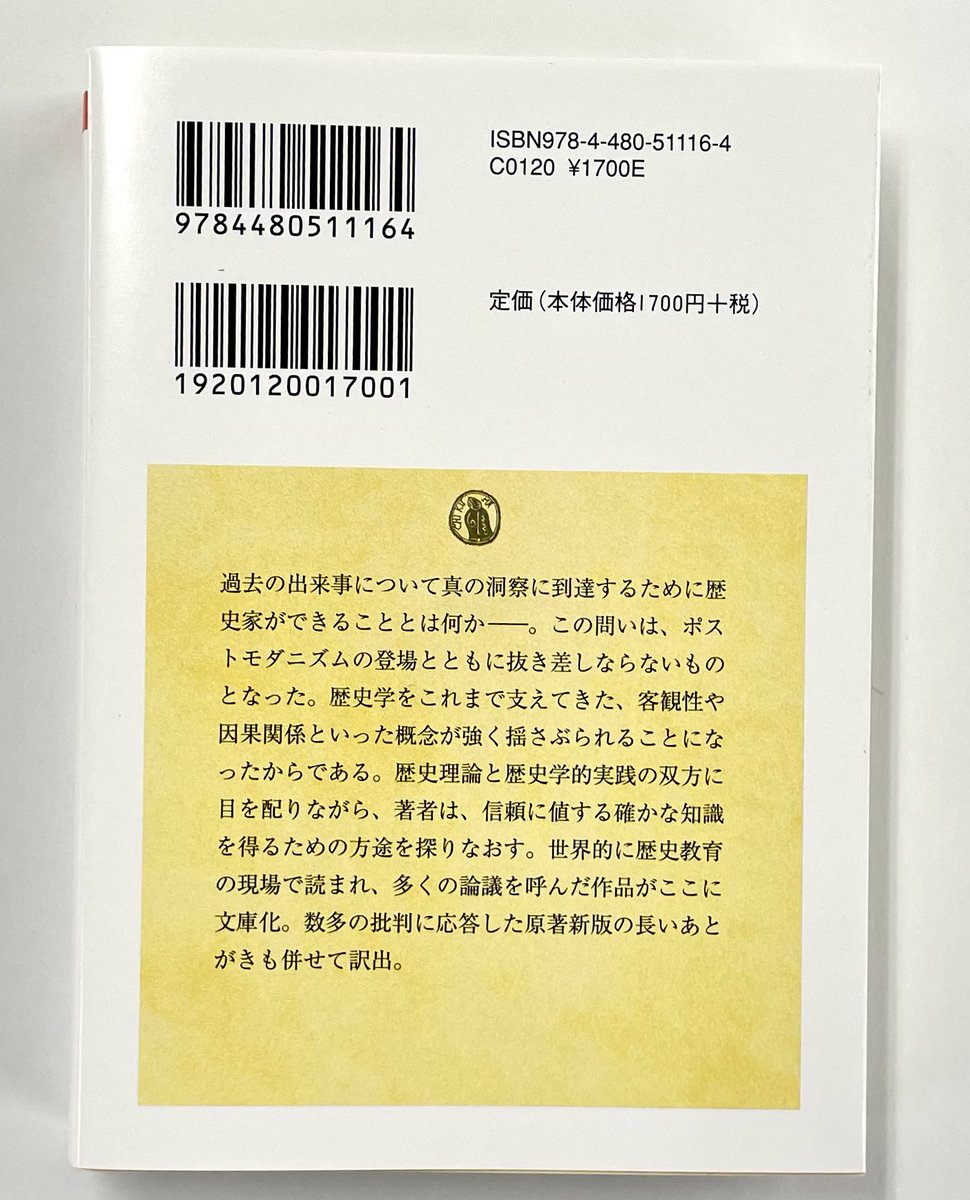 ISBN978-4-480-51116-4
C0120 ¥1700E
9784480511164
定価(本体価格1700円+税)
1920120017001
過去の出来事について真の洞察に到達するために歴
史家ができることとは何か──。この問いは、ポス
トモダニズムの登場とともに抜き差しならないもの
となった。歴史学をこれまで支えてきた、客観性や
因果関係といった概念が強く揺さぶられることにな
ったからである。歴史理論と歴史学的実践の双方に
目を配りながら、著者は、信頼に値する確かな知識
を得るための方途を探りなおす。世界的に歴史教育
の現場で読まれ、多くの論議を呼んだ作品がここに
文庫化。数多の批判に応答した原著新版の長いあと
がきも併せて訳出。